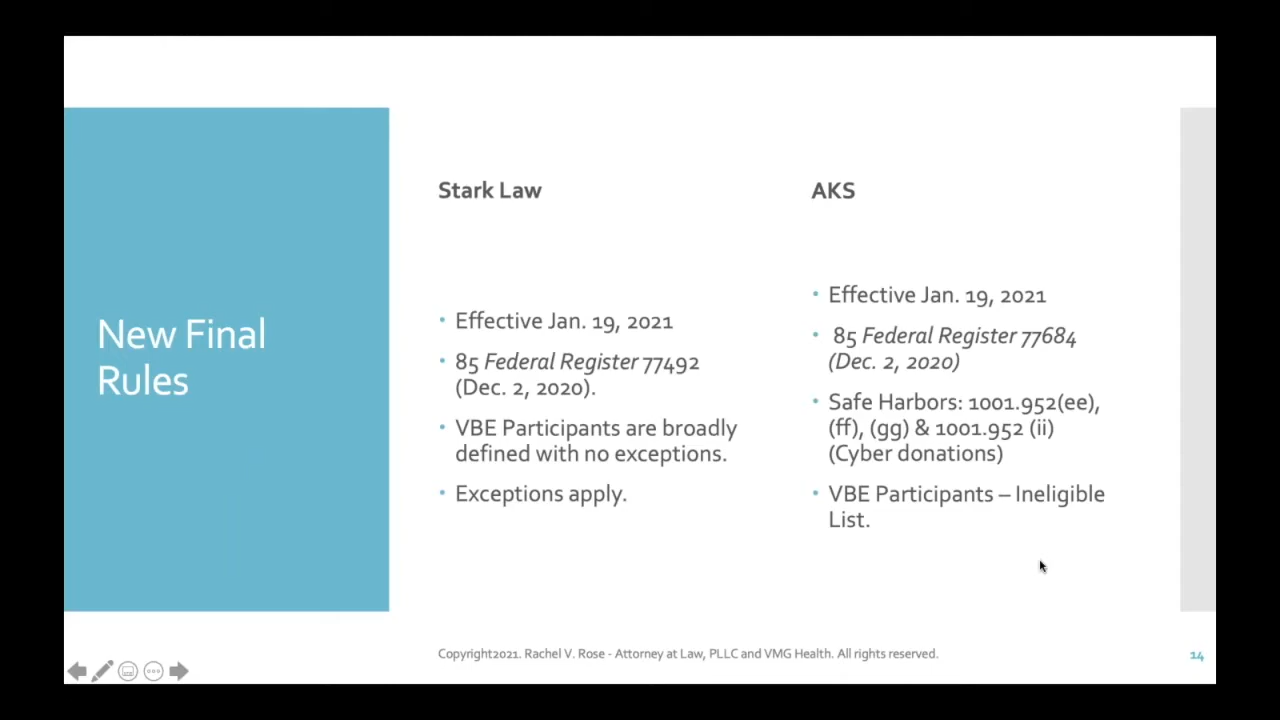 New Final
Rules
Stark Law
• Effective Jan. 19, 2021
• 85 Federal Register 77492
(Dec. 2, 2020).
• VBE Participants are broadly
defined with no exceptions.
• Exceptions apply.
AKS
• Effective Jan. 19, 2021
• 85 Federal Register 77684
(Dec. 2, 2020)
• Safe Harbors: 1001.952(ee),
(ff), (gg) & 1001.952 (ii)
(Cyber donations)
• VBE Participants – Ineligible
List.
Copyright2021. Rachel V. Rose - Attorney at Law, PLLC and VMG Health. All rights reserved.
14